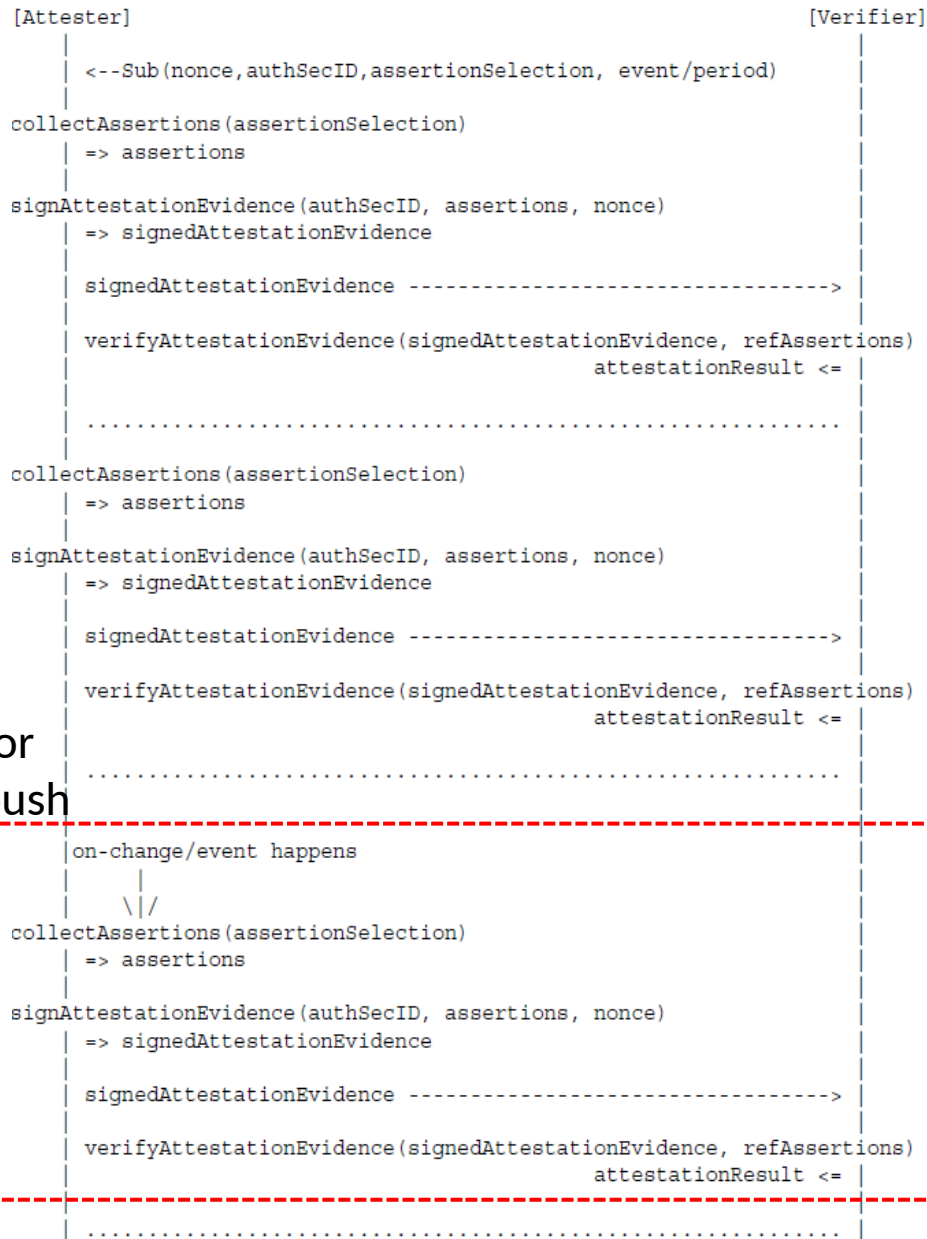 [Attester] [Verifier]
<--Sub(nonce,authSecID,assertionSelection, event/period)
collectAssertions(assertionSelection)
=> assertions
signAttestationEvidence(authSecID, assertions, nonce)
=> signedAttestationEvidence
signedAttestationEvidence ---------------------------------->
verifyAttestationEvidence(signedAttestationEvidence, refAssertions)
attestationResult <=
.............................................................
collectAssertions(assertionSelection)
=> assertions
signAttestationEvidence(authSecID, assertions, nonce)
=> signedAttestationEvidence
signedAttestationEvidence ---------------------------------->
verifyAttestationEvidence(signedAttestationEvidence, refAssertions)
attestationResult <=
or
.............................................................
ush
on-change/event happens
\|/
collectAssertions(assertionSelection)
=> assertions
signAttestationEvidence(authSecID, assertions, nonce)
=> signedAttestationEvidence
signedAttestationEvidence ---------------------------------->
verifyAttestationEvidence(signedAttestationEvidence, refAssertions)
attestationResult <=
.............................................................